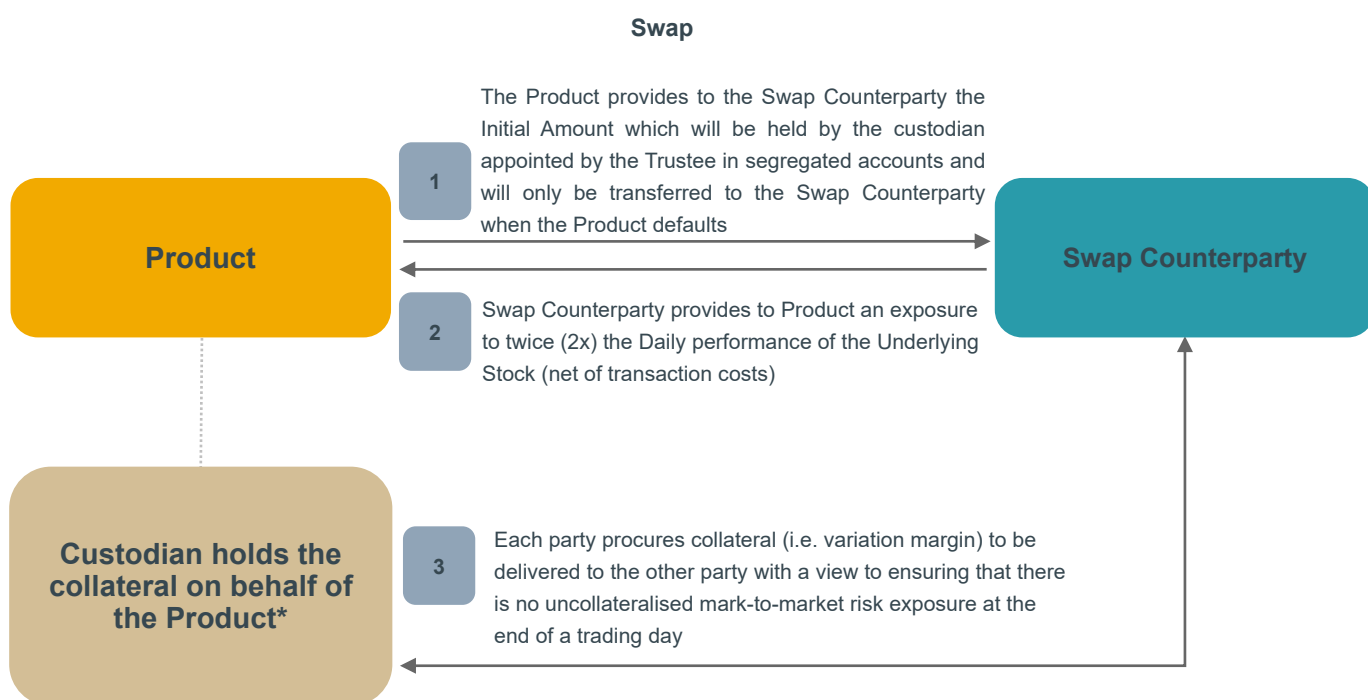 Swap
The Product provides to the Swap Counterparty the
Initial Amount which will be held by the custodian
appointed by the Trustee in segregated accounts and
will only be transferred to the Swap Counterparty
when the Product defaults
1
Product
Swap Counterparty
2
Swap Counterparty provides to Product an exposure
to twice (2x) the Daily performance of the Underlying
Stock (net of transaction costs)
Custodian holds the
collateral on behalf of
the Product*
3
Each party procures collateral (i.e. variation margin) to be
delivered to the other party with a view to ensuring that there
is no uncollateralised mark-to-market risk exposure at the
end of a trading day